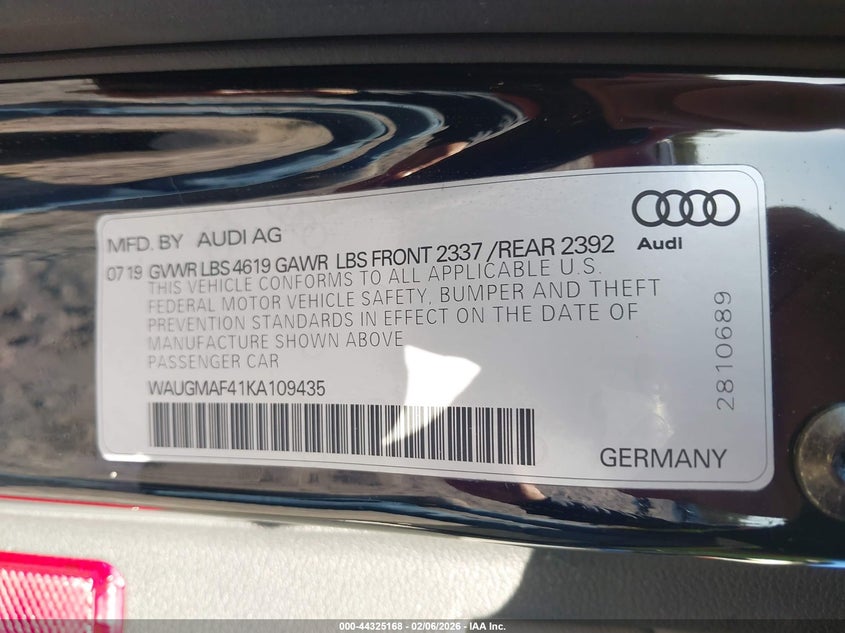 MFD. BY AUDI AG
Audi
07 19 GVWR LBS 4619 GAWR LBS FRONT 2337 /REAR 2392
THIS VEHICLE CONFORMS TO ALL APPLICABLE U.S.
FEDERAL MOTOR VEHICLE SAFETY, BUMPER AND THEFT
PREVENTION STANDARDS IN EFFECT ON THE DATE OF
MANUFACTURE SHOWN ABOVE
PASSENGER CAR
WAUGMAF41KA109435
2810689
GERMANY
000-44325168 - 02/06/2026 - IAA Inc.